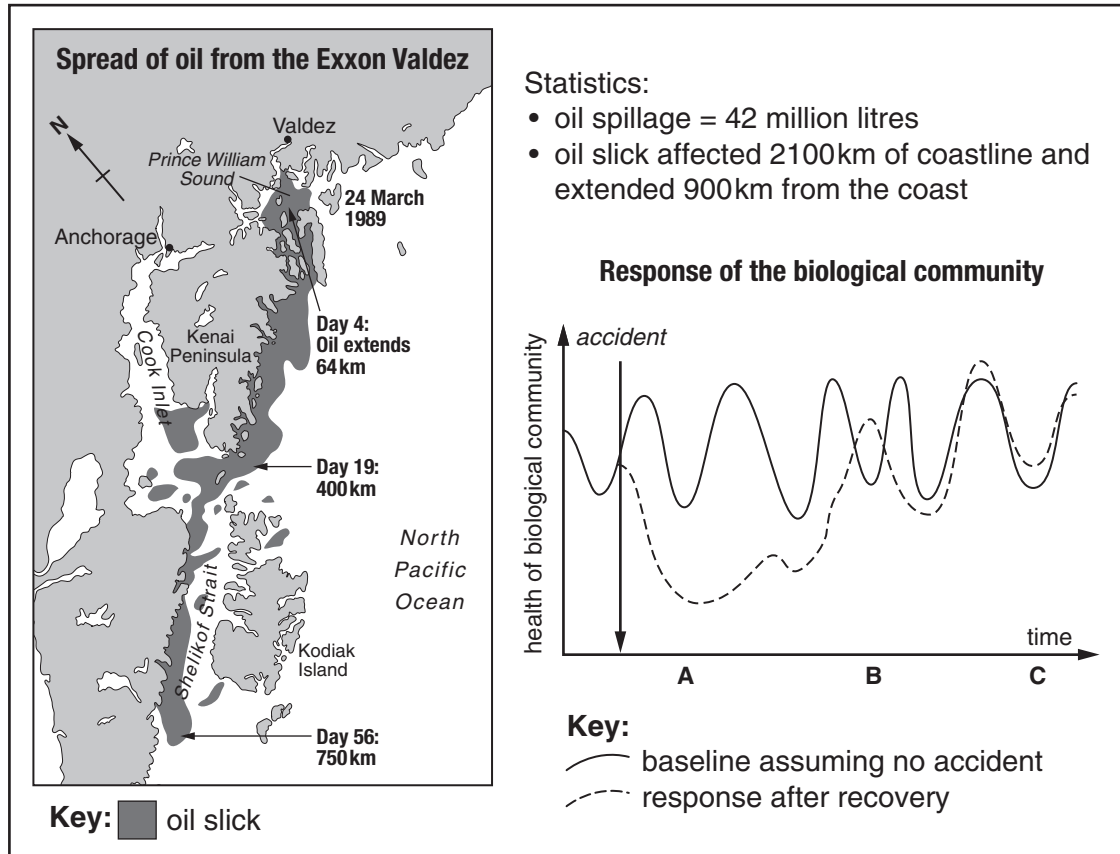 Spread of oil from the Exxon Valdez
N
Valdez
Prince William
Sound
24 March
1989
Anchorage
Day 4:
Oil extends
64 km
Kenai
Peninsula
Cook Inlet
Day 19:
400 km
North
Pacific
Ocean
Shelikof Strait
Kodiak
Island
Day 56:
750 km
Key: oil slick
Statistics:
• oil spillage = 42 million litres
• oil slick affected 2100 km of coastline and
extended 900 km from the coast
Response of the biological community
accident
health of biological community
time
A B C
Key:
baseline assuming no accident
response after recovery